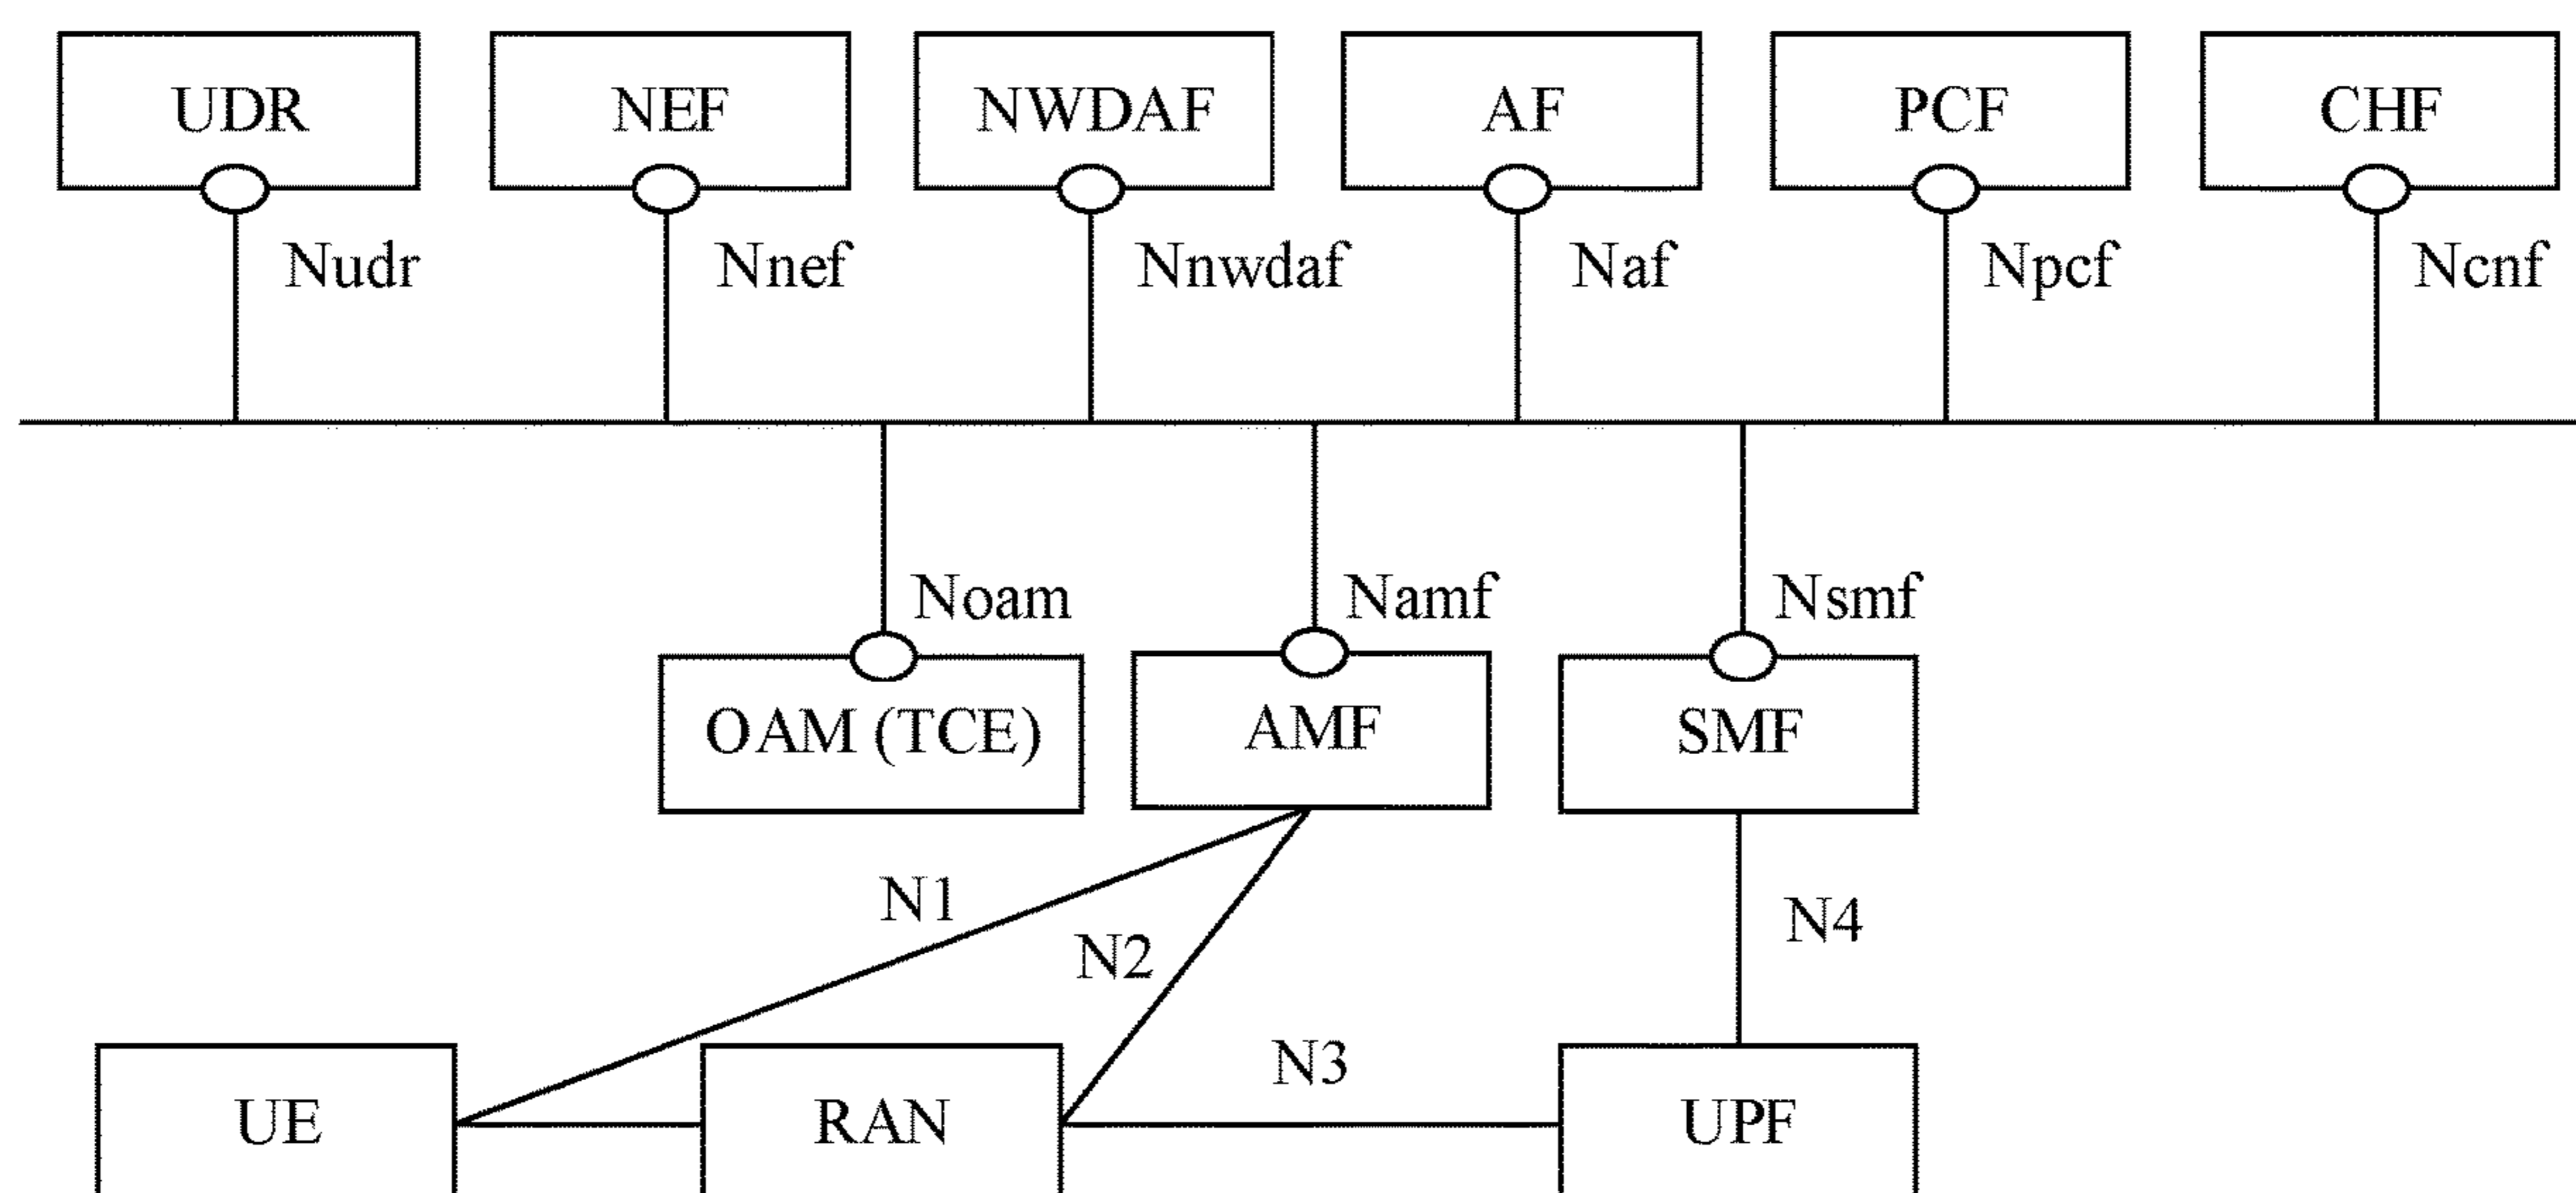 UDR NEF NWDAF AF PCF CHF
Nudr Nnef Nnwdaf Naf Npcf Ncnf
Noam Namf Nsmf
OAM (TCE) AMF SMF
N1
N2
N4
N3
UE RAN UPF